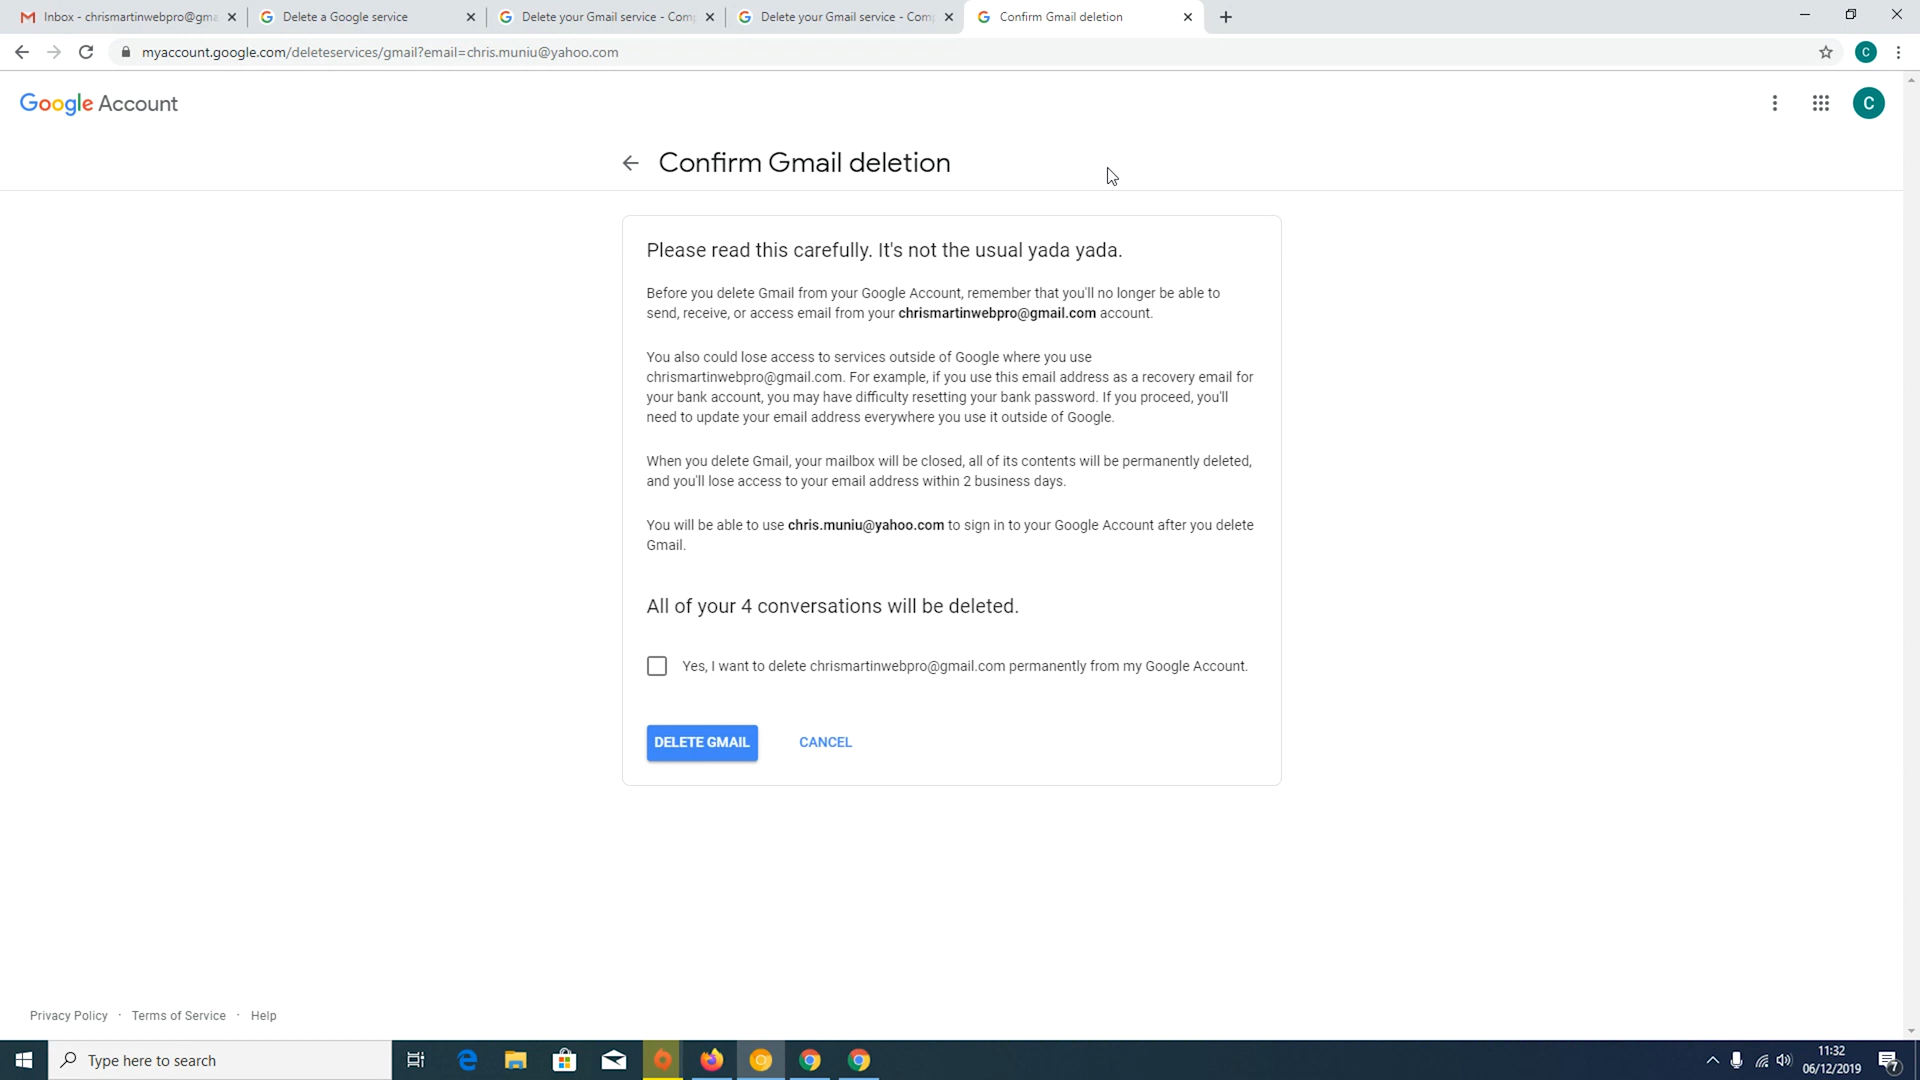 Inbox - chrismartinwebpro@gma
Delete a Google service
Delete your Gmail service - Comp
Delete your Gmail service - Comp
Confirm Gmail deletion
myaccount.google.com/deleteservices/gmail?email=chris.muniu@yahoo.com
C
Google Account
C
Confirm Gmail deletion
Please read this carefully. It's not the usual yada yada.
Before you delete Gmail from your Google Account, remember that you'll no longer be able to
send, receive, or access email from your chrismartinwebpro@gmail.com account.
You also could lose access to services outside of Google where you use
chrismartinwebpro@gmail.com. For example, if you use this email address as a recovery email for
your bank account, you may have difficulty resetting your bank password. If you proceed, you'll
need to update your email address everywhere you use it outside of Google.
When you delete Gmail, your mailbox will be closed, all of its contents will be permanently deleted,
and you'll lose access to your email address within 2 business days.
You will be able to use chris.muniu@yahoo.com to sign in to your Google Account after you delete
Gmail.
All of your 4 conversations will be deleted.
Yes, I want to delete chrismartinwebpro@gmail.com permanently from my Google Account.
DELETE GMAIL CANCEL
Privacy Policy · Terms of Service · Help
Type here to search
11:32
06/12/2019
7